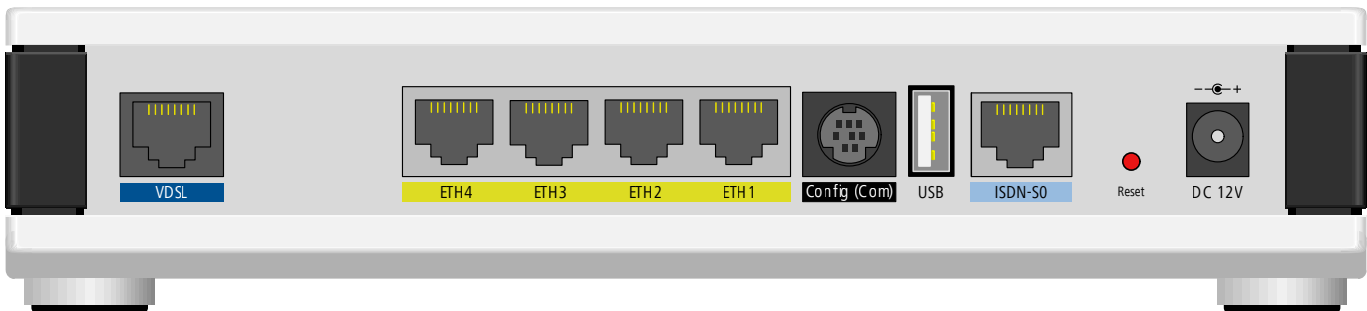 VDSL
ETH4
ETH3
ETH2
ETH1
Config (Com)
USB
ISDN-S0
Reset
DC 12V